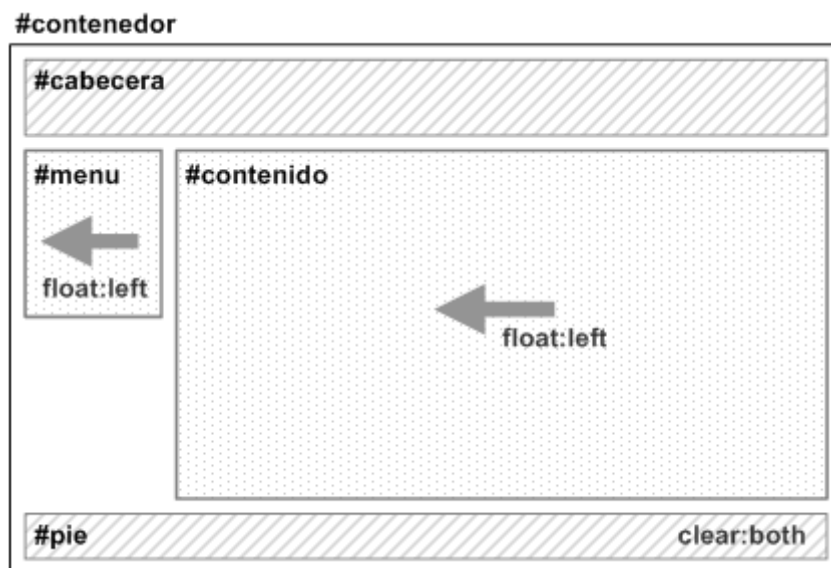 #contenedor
#cabecera
#menu
#contenido
float:left
float:left
#pie
clear:both